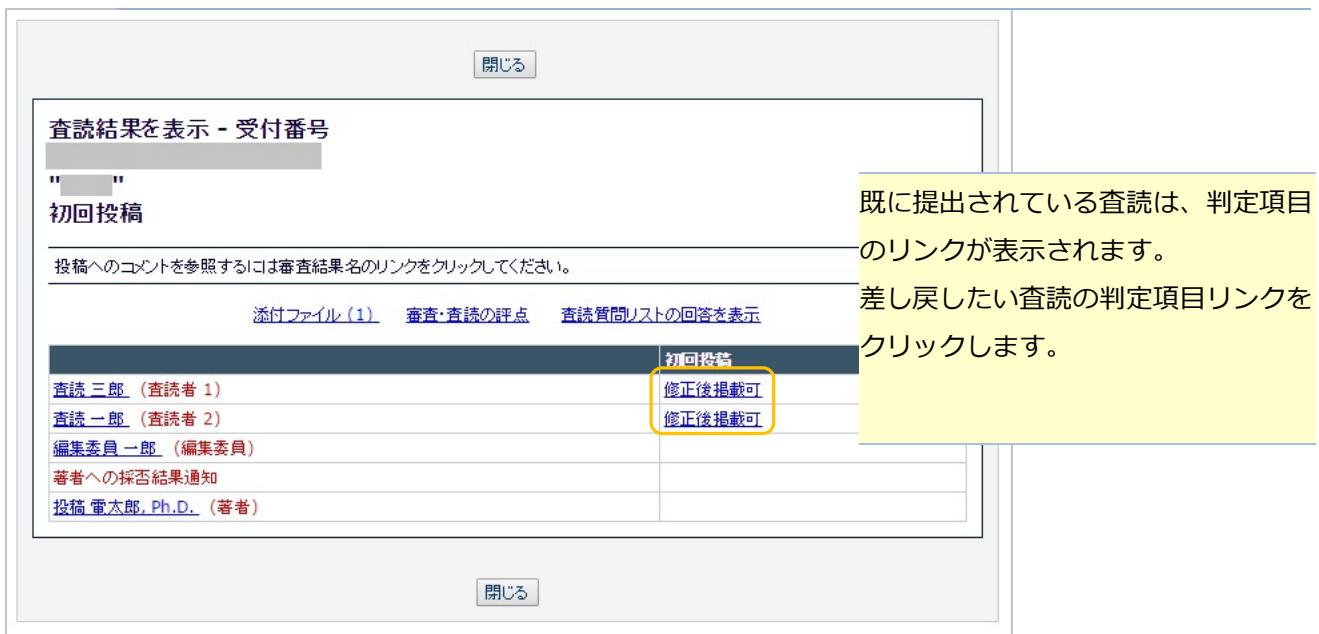 閉じる
査読結果を表示 - 受付番号
" "
初回投稿
投稿へのコメントを参照するには審査結果名のリンクをクリックしてください。
添付ファイル (1) 審査・査読の評点 査読質問リストの回答を表示
初回投稿
査読 三郎 (査読者 1) 修正後掲載可
査読 一郎 (査読者 2) 修正後掲載可
編集委員 一郎 (編集委員)
著者への採否結果通知
投稿 電太郎, Ph.D. (著者)
閉じる
既に提出されている査読は、判定項目
のリンクが表示されます。
差し戻したい査読の判定項目リンクを
クリックします。